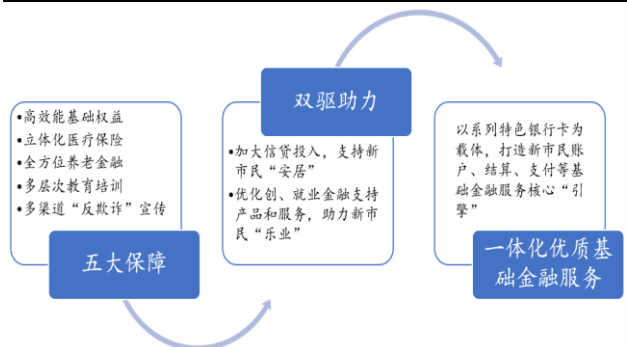 •高效能基础权益
•立体化医疗保险
•全方位养老金融
•多层次教育培训
•多渠道“反欺诈”宣传
五大保障
双驱助力
•加大信贷投入，支持新
市民“安居”
•优化创、就业金融支持
产品和服务，助力新市
民“乐业”
以系列特色银行卡为
载体，打造新市民账
户、结算、支付等基
础金融服务核心“引
擎”
一体化优质基
础金融服务